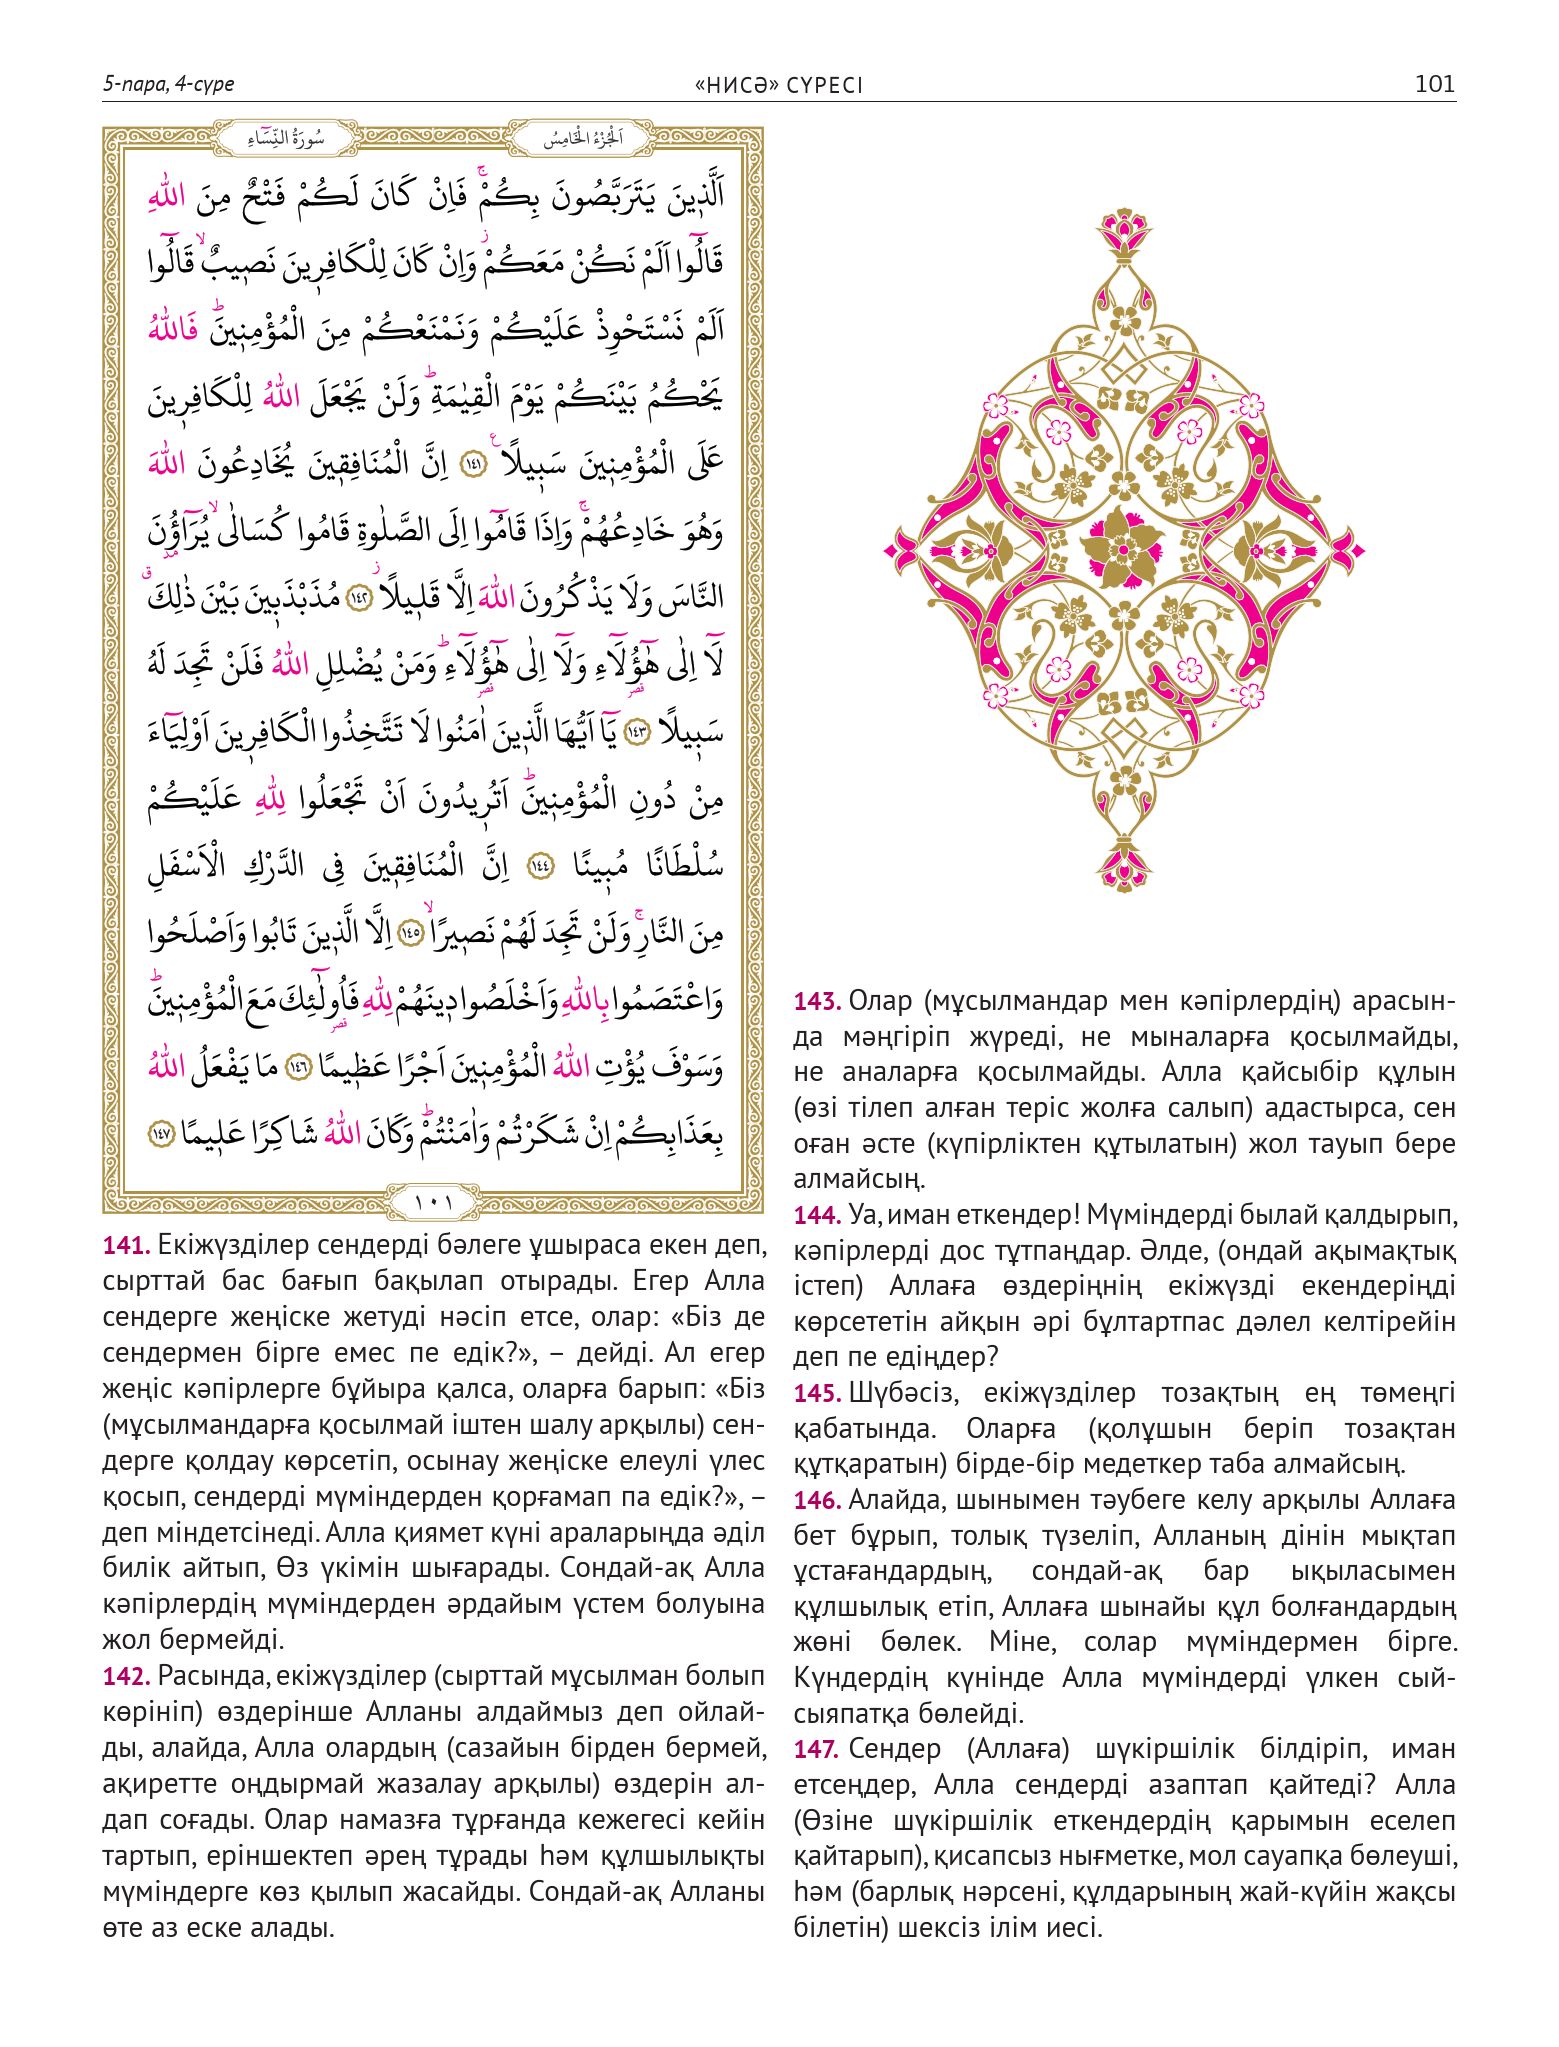 5-пара, 4-сүре
«НИСӘ» СҮРЕСІ
101
اَلْجُزْءُ الْخَامِسُ
سُورَةُ النِّسَٓاءِ
اَلَّذ۪ينَ يَتَرَبَّصُونَ بِكُمْۚ فَاِنْ كَانَ لَكُمْ فَتْحٌ مِنَ اللّٰهِ
قَالُٓوا اَلَمْ نَكُنْ مَعَكُمْۘ وَاِنْ كَانَ لِلْكَافِر۪ينَ نَص۪يبٌۙ قَالُٓوا
اَلَمْ نَسْتَحْوِذْ عَلَيْكُمْ وَنَمْنَعْكُمْ مِنَ الْمُؤْمِن۪ينَۜ فَاللّٰهُ
يَحْكُمُ بَيْنَكُمْ يَوْمَ الْقِيٰمَةِۜ وَلَنْ يَجْعَلَ اللّٰهُ لِلْكَافِر۪ينَ
عَلَى الْمُؤْمِن۪ينَ سَب۪يلًا ﴿١٤١﴾ اِنَّ الْمُنَافِق۪ينَ يُخَادِعُونَ اللّٰهَ
وَهُوَ خَادِعُهُمْۚ وَاِذَا قَامُٓوا اِلَى الصَّلٰوةِ قَامُوا كُسَالٰىۙ يُرَٓاؤُ۫نَ
النَّاسَ وَلَا يَذْكُرُونَ اللّٰهَ اِلَّا قَل۪يلًا ﴿١٤٢﴾ مُذَبْذَب۪ينَ بَيْنَ ذٰلِكَ
لَٓا اِلٰى هٰٓؤُ۬لَٓاءِ وَلَٓا اِلٰى هٰٓؤُ۬لَٓاءِۜ وَمَنْ يُضْلِلِ اللّٰهُ فَلَنْ تَجِدَ لَهُ
سَب۪يلًا ﴿١٤٣﴾ يَٓا اَيُّهَا الَّذ۪ينَ اٰمَنُوا لَا تَتَّخِذُوا الْكَافِر۪ينَ اَوْلِيَٓاءَ
مِنْ دُونِ الْمُؤْمِن۪ينَۜ اَتُر۪يدُونَ اَنْ تَجْعَلُوا لِلّٰهِ عَلَيْكُمْ
سُلْطَانًا مُب۪ينًا ﴿١٤٤﴾ اِنَّ الْمُنَافِق۪ينَ فِى الدَّرْكِ الْاَسْفَلِ
مِنَ النَّارِۚ وَلَنْ تَجِدَ لَهُمْ نَص۪يرًاۙ ﴿١٤٥﴾ اِلَّا الَّذ۪ينَ تَابُوا وَاَصْلَحُوا
وَاعْتَصَمُوا بِاللّٰهِ وَاَخْلَصُوا د۪ينَهُمْ لِلّٰهِ فَاُو۬لٰٓئِكَ مَعَ الْمُؤْمِن۪ينَۜ
وَسَوْفَ يُؤْتِ اللّٰهُ الْمُؤْمِن۪ينَ اَجْرًا عَظ۪يمًا ﴿١٤٦﴾ مَا يَفْعَلُ اللّٰهُ
بِعَذَابِكُمْ اِنْ شَكَرْتُمْ وَاٰمَنْتُمْۜ وَكَانَ اللّٰهُ شَاكِرًا عَل۪يمًا ﴿١٤٧﴾
١٠١
141. Екіжүзділер сендерді бәлеге ұшыраса екен деп,
сырттай бас бағып бақылап отырады. Егер Алла
сендерге жеңіске жетуді нәсіп етсе, олар: «Біз де
сендермен бірге емес пе едік?», – дейді. Ал егер
жеңіс кәпірлерге бұйыра қалса, оларға барып: «Біз
(мұсылмандарға қосылмай іштен шалу арқылы) сен-
дерге қолдау көрсетіп, осынау жеңіске елеулі үлес
қосып, сендерді мүміндерден қорғамап па едік?», –
деп міндетсінеді. Алла қиямет күні араларыңда әділ
билік айтып, Өз үкімін шығарады. Сондай-ақ Алла
кәпірлердің мүміндерден әрдайым үстем болуына
жол бермейді.
142. Расында, екіжүзділер (сырттай мұсылман болып
көрініп) өздерінше Алланы алдаймыз деп ойлай-
ды, алайда, Алла олардың (сазайын бірден бермей,
ақиретте оңдырмай жазалау арқылы) өздерін ал-
дап соғады. Олар намазға тұрғанда кежегесі кейін
тартып, еріншектеп әрең тұрады һәм құлшылықты
мүміндерге көз қылып жасайды. Сондай-ақ Алланы
өте аз еске алады.
143. Олар (мұсылмандар мен кәпірлердің) арасын-
да мәңгіріп жүреді, не мыналарға қосылмайды,
не аналарға қосылмайды. Алла қайсыбір құлын
(өзі тілеп алған теріс жолға салып) адастырса, сен
оған әсте (күпірліктен құтылатын) жол тауып бере
алмайсың.
144. Уа, иман еткендер! Мүміндерді былай қалдырып,
кәпірлерді дос тұтпаңдар. Әлде, (ондай ақымақтық
істеп) Аллаға өздеріңнің екіжүзді екендеріңді
көрсететін айқын әрі бұлтартпас дәлел келтірейін
деп пе едіңдер?
145. Шүбәсіз, екіжүзділер тозақтың ең төмеңгі
қабатында. Оларға (қолұшын беріп тозақтан
құтқаратын) бірде-бір медеткер таба алмайсың.
146. Алайда, шынымен тәубеге келу арқылы Аллаға
бет бұрып, толық түзеліп, Алланың дінін мықтап
ұстағандардың, сондай-ақ бар ықыласымен
құлшылық етіп, Аллаға шынайы құл болғандардың
жөні бөлек. Міне, солар мүміндермен бірге.
Күндердің күнінде Алла мүміндерді үлкен сый-
сыяпатқа бөлейді.
147. Сендер (Аллаға) шүкіршілік білдіріп, иман
етсеңдер, Алла сендерді азаптап қайтеді? Алла
(Өзіне шүкіршілік еткендердің қарымын еселеп
қайтарып), қисапсыз нығметке, мол сауапқа бөлеуші,
һәм (барлық нәрсені, құлдарының жай-күйін жақсы
білетін) шексіз ілім иесі.